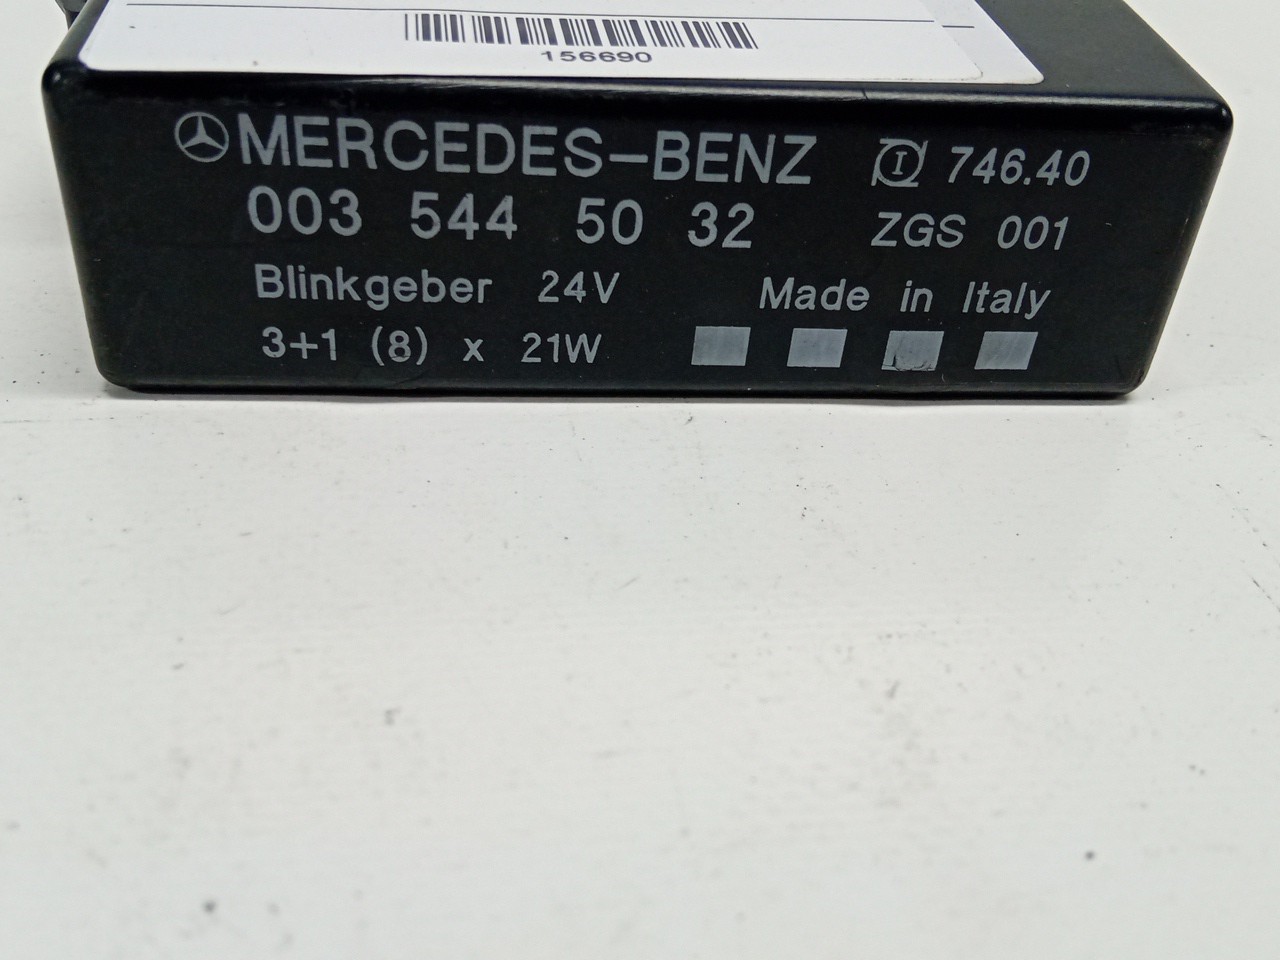 156690
MERCEDES-BENZ 746.40
003 544 50 32 ZGS 001
Blinkgeber 24V Made in Italy
3+1 (8) x 21W